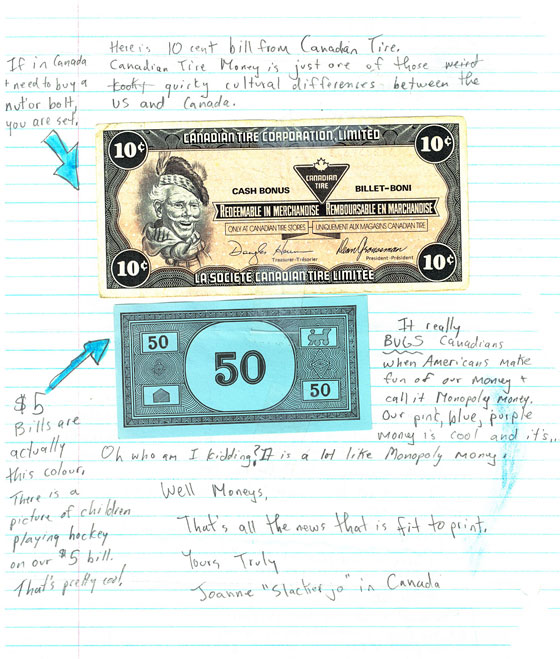 Here is 10 cent bill from Canadian Tire.
Canadian Tire Money is just one of those weird
kooky quirky cultural differences between the
US and Canada.
If in Canada
+ need to buy a
nut or bolt,
you are set.
CANADIAN TIRE CORPORATION, LIMITED
10¢
10¢
CANADIAN
TIRE
CASH BONUS
BILLET-BONI
REDEEMABLE IN MERCHANDISE REMBOURSABLE EN MARCHANDISE
ONLY AT CANADIAN TIRE STORES UNIQUEMENT AUX MAGASINS CANADIAN TIRE
Treasurer-Trésorier
President-Président
10¢
10¢
LA SOCIÉTÉ CANADIAN TIRE LIMITÉE
50
50
50
It really
BUGS Canadians
when Americans make
fun of our money +
call it Monopoly money.
Our pink, blue, purple
money is cool and it's...
Oh who am I kidding? It is a lot like Monopoly money.
$5
Bills are
actually
this colour.
There is a
picture of children
playing hockey
on our $5 bill.
That's pretty cool!
Well Moneys,
That's all the news that is fit to print.
Yours Truly
Joanne "Slackerjo" in Canada